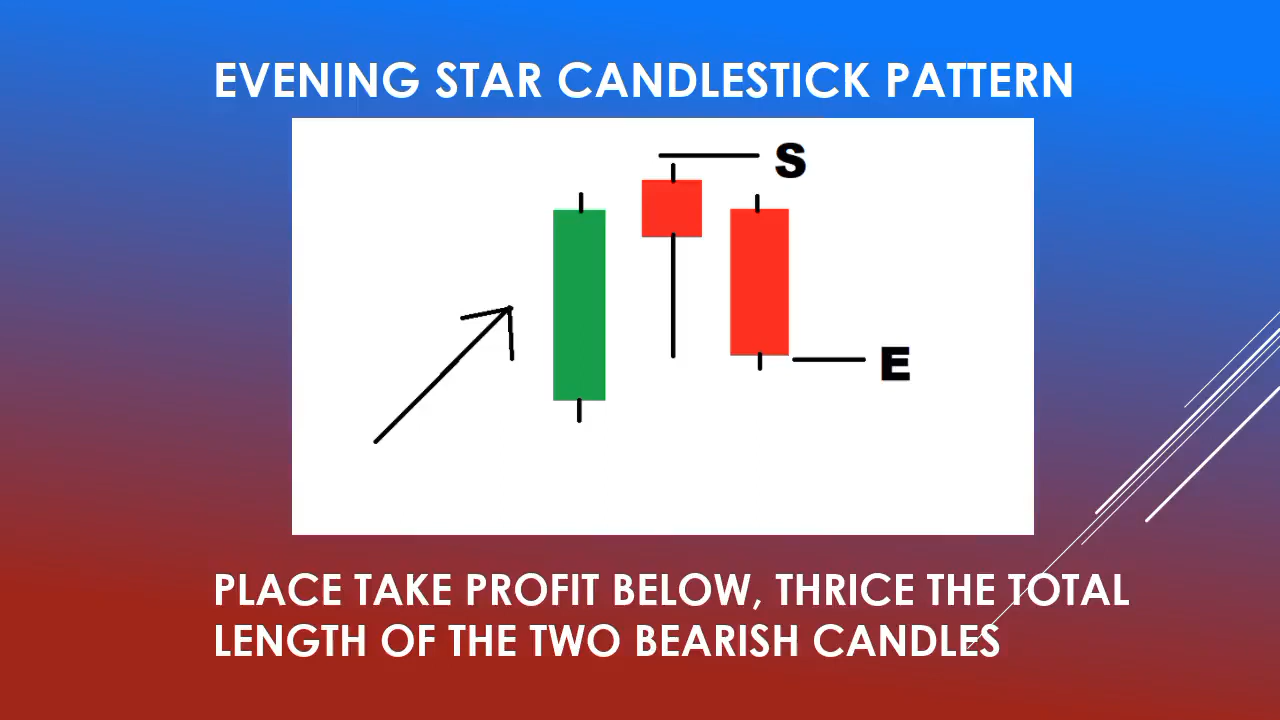 EVENING STAR CANDLESTICK PATTERN
S
E
PLACE TAKE PROFIT BELOW, THRICE THE TOTAL
LENGTH OF THE TWO BEARISH CANDLES